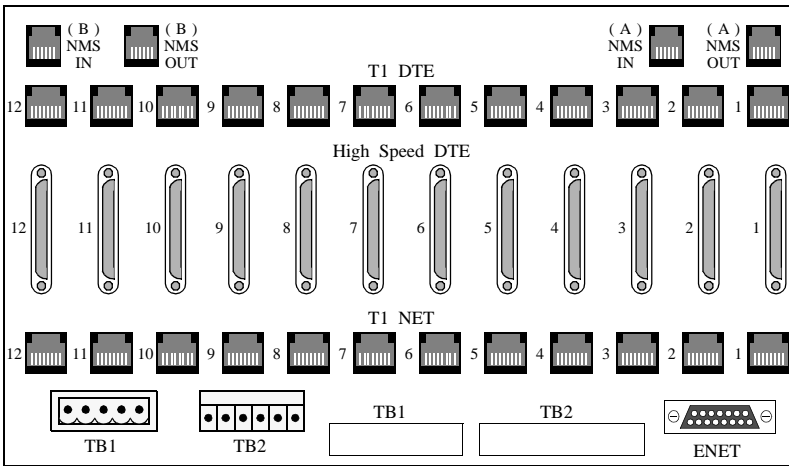 ( B )
NMS
IN
( B )
NMS
OUT
( A )
NMS
IN
( A )
NMS
OUT
T1 DTE
12 11 10 9 8 7 6 5 4 3 2 1
High Speed DTE
12 11 10 9 8 7 6 5 4 3 2 1
T1 NET
12 11 10 9 8 7 6 5 4 3 2 1
TB1 TB2 TB1 TB2 ENET